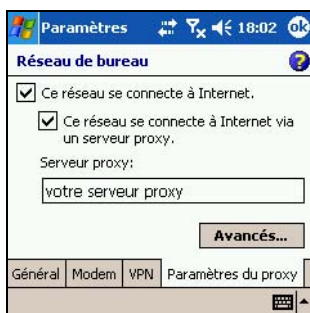 Paramètres 18:02 ok
Réseau de bureau ?
Ce réseau se connecte à Internet.
Ce réseau se connecte à Internet via
un serveur proxy.
Serveur proxy:
votre serveur proxy
Avancés...
Général Modem VPN Paramètres du proxy